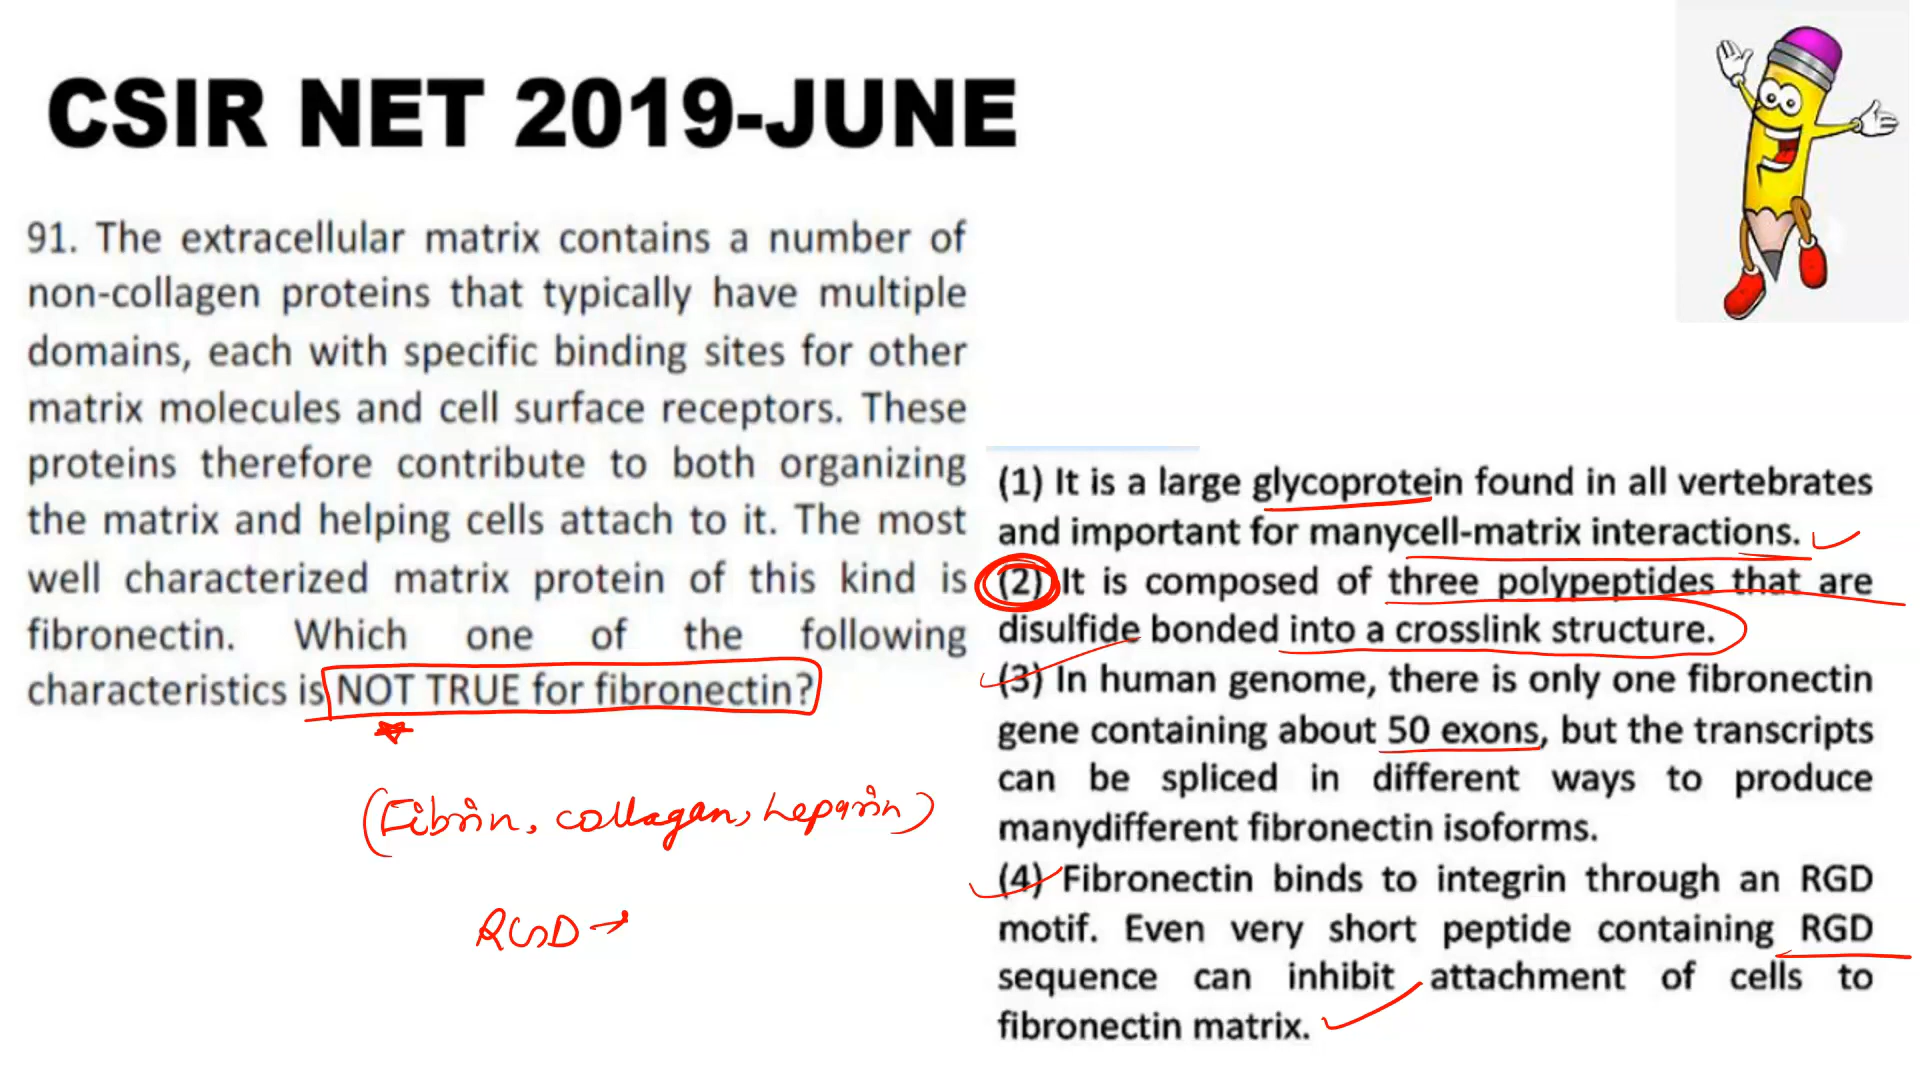 CSIR NET 2019-JUNE
91. The extracellular matrix contains a number of
non-collagen proteins that typically have multiple
domains, each with specific binding sites for other
matrix molecules and cell surface receptors. These
proteins therefore contribute to both organizing
the matrix and helping cells attach to it. The most
well characterized matrix protein of this kind is
fibronectin. Which one of the following
characteristics is NOT TRUE for fibronectin?
(Fibrin, collagen, Heparin)
RGD →
(1) It is a large glycoprotein found in all vertebrates
and important for manycell-matrix interactions.
(2) It is composed of three polypeptides that are
disulfide bonded into a crosslink structure.
(3) In human genome, there is only one fibronectin
gene containing about 50 exons, but the transcripts
can be spliced in different ways to produce
manydifferent fibronectin isoforms.
(4) Fibronectin binds to integrin through an RGD
motif. Even very short peptide containing RGD
sequence can inhibit attachment of cells to
fibronectin matrix.